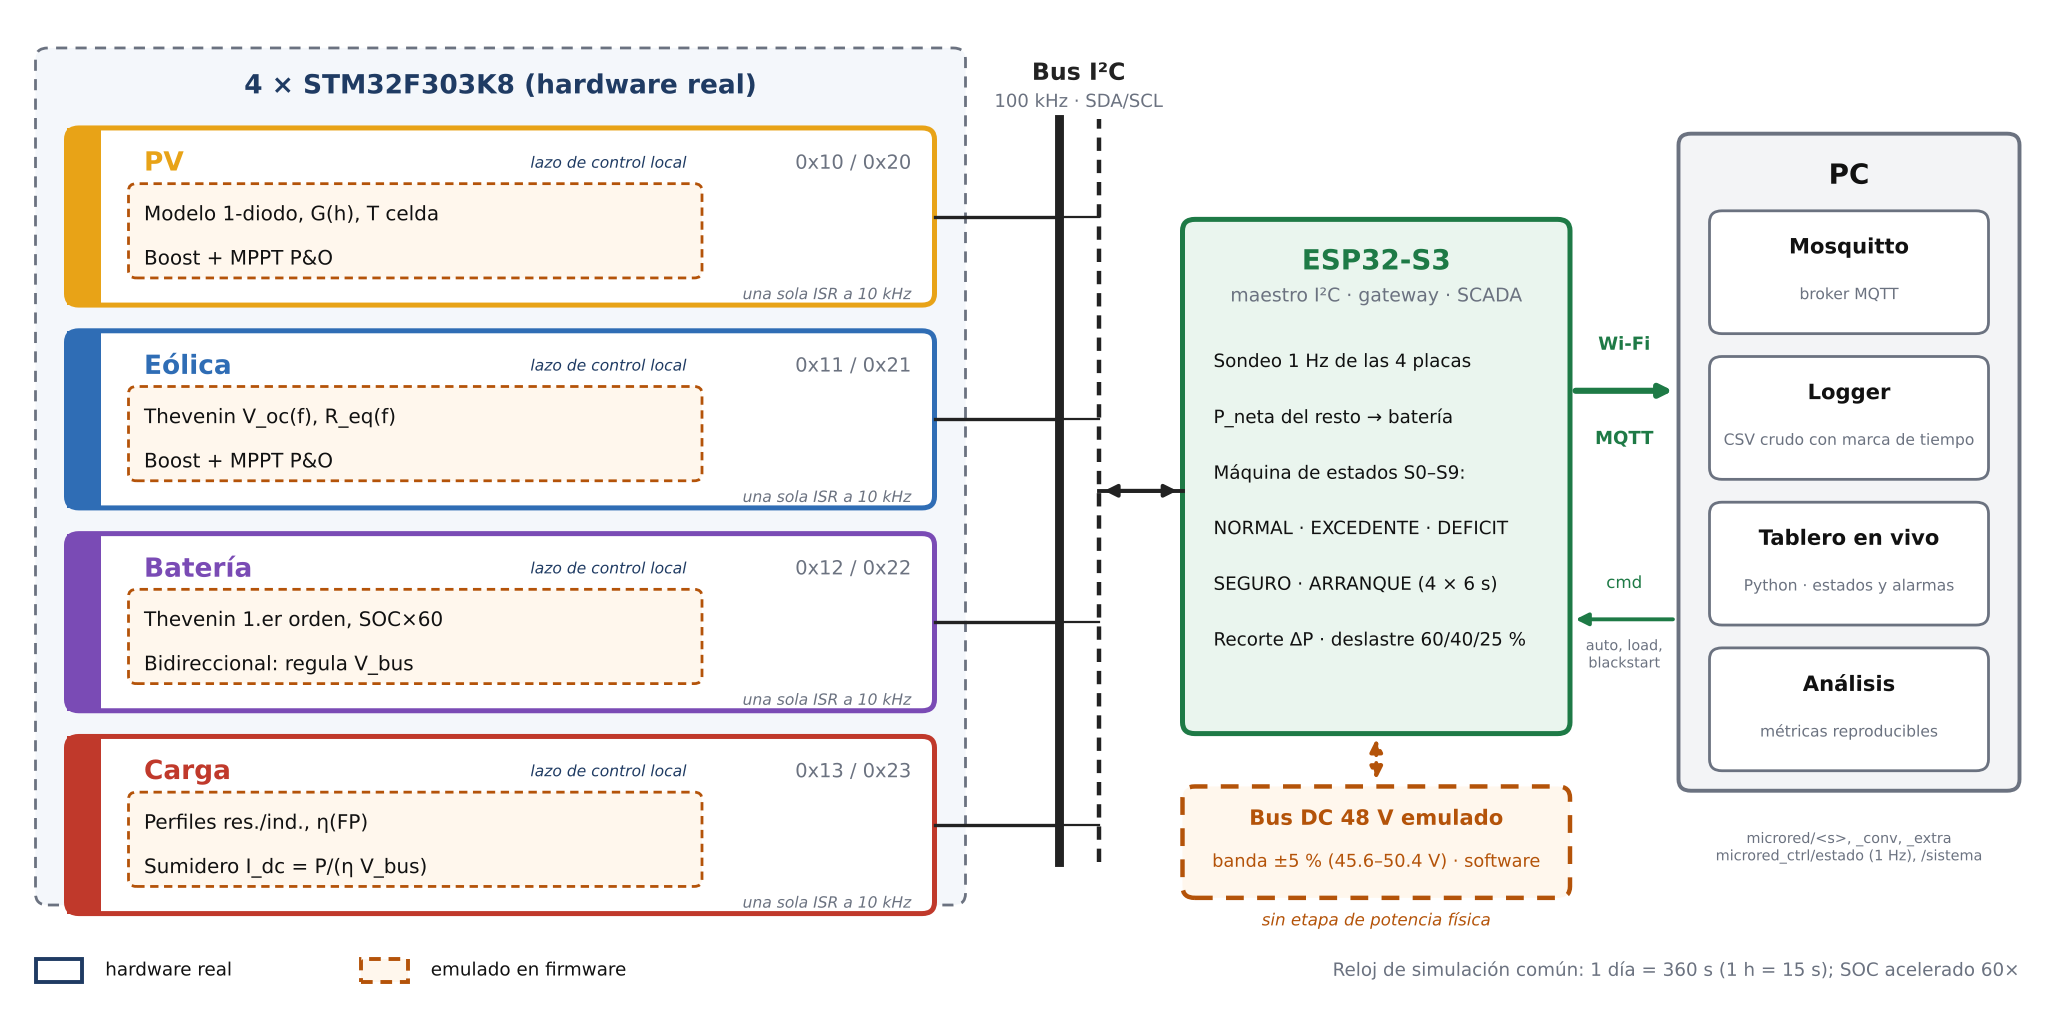 4 × STM32F303K8 (hardware real)
PV
lazo de control local
0x10 / 0x20
Modelo 1-diodo, G(h), T celda
Boost + MPPT P&O
una sola ISR a 10 kHz
Eólica
lazo de control local
0x11 / 0x21
Thevenin V_oc(f), R_eq(f)
Boost + MPPT P&O
una sola ISR a 10 kHz
Batería
lazo de control local
0x12 / 0x22
Thevenin 1.er orden, SOC×60
Bidireccional: regula V_bus
una sola ISR a 10 kHz
Carga
lazo de control local
0x13 / 0x23
Perfiles res./ind., η(FP)
Sumidero I_dc = P/(η V_bus)
una sola ISR a 10 kHz
Bus I²C
100 kHz · SDA/SCL
ESP32-S3
maestro I²C · gateway · SCADA
Sondeo 1 Hz de las 4 placas
P_neta del resto → batería
Máquina de estados S0–S9:
NORMAL · EXCEDENTE · DEFICIT
SEGURO · ARRANQUE (4 × 6 s)
Recorte ΔP · deslastre 60/40/25 %
Bus DC 48 V emulado
banda ±5 % (45.6–50.4 V) · software
sin etapa de potencia física
Wi-Fi
MQTT
cmd
auto, load,
blackstart
PC
Mosquitto
broker MQTT
Logger
CSV crudo con marca de tiempo
Tablero en vivo
Python · estados y alarmas
Análisis
métricas reproducibles
microred/<s>, _conv, _extra
microred_ctrl/estado (1 Hz), /sistema
hardware real
emulado en firmware
Reloj de simulación común: 1 día = 360 s (1 h = 15 s); SOC acelerado 60×